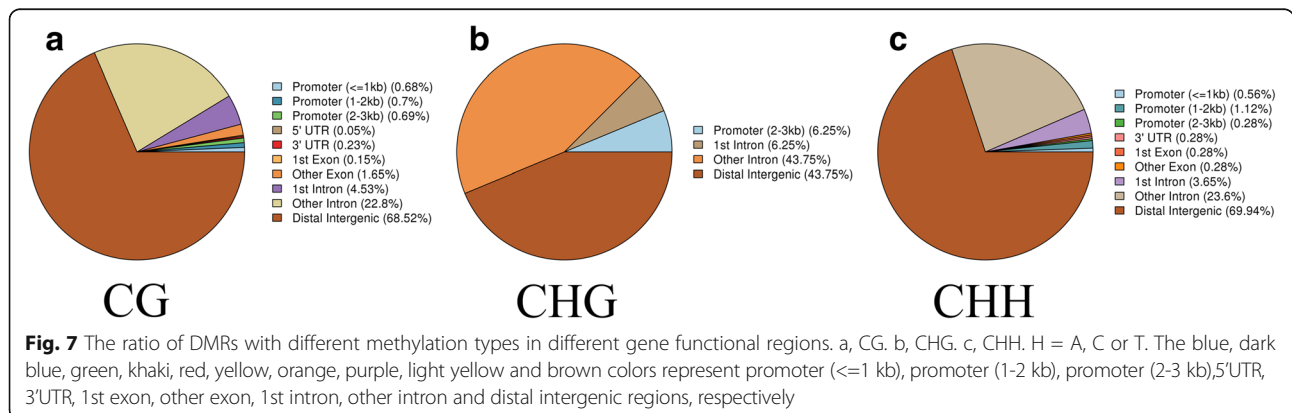 a
Promoter (<=1kb) (0.68%)
Promoter (1-2kb) (0.7%)
Promoter (2-3kb) (0.69%)
5' UTR (0.05%)
3' UTR (0.23%)
1st Exon (0.15%)
Other Exon (1.65%)
1st Intron (4.53%)
Other Intron (22.8%)
Distal Intergenic (68.52%)
CG
b
Promoter (2-3kb) (6.25%)
1st Intron (6.25%)
Other Intron (43.75%)
Distal Intergenic (43.75%)
CHG
c
Promoter (<=1kb) (0.56%)
Promoter (1-2kb) (1.12%)
Promoter (2-3kb) (0.28%)
3' UTR (0.28%)
1st Exon (0.28%)
Other Exon (0.28%)
1st Intron (3.65%)
Other Intron (23.6%)
Distal Intergenic (69.94%)
CHH
Fig. 7 The ratio of DMRs with different methylation types in different gene functional regions. a, CG. b, CHG. c, CHH. H = A, C or T. The blue, dark
blue, green, khaki, red, yellow, orange, purple, light yellow and brown colors represent promoter (<=1 kb), promoter (1-2 kb), promoter (2-3 kb),5'UTR,
3'UTR, 1st exon, other exon, 1st intron, other intron and distal intergenic regions, respectively